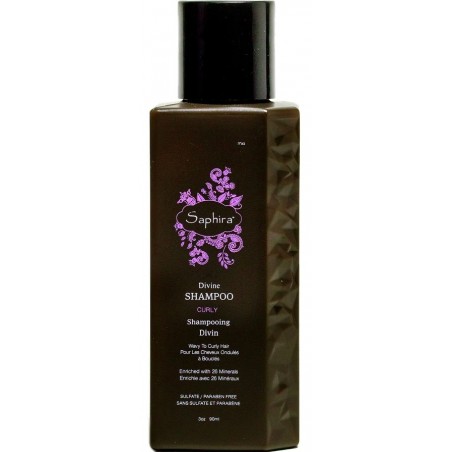 Saphira
Divine
SHAMPOO
CURLY
Shampooing
Divin
Wavy To Curly Hair
Pour Les Cheveux Ondulés
à Bouclés
Enriched with 26 Minerals
Enrichie avec 26 Minéraux
SULFATE / PARABEN FREE
SANS SULFATE ET PARABÈNE
3oz 90ml